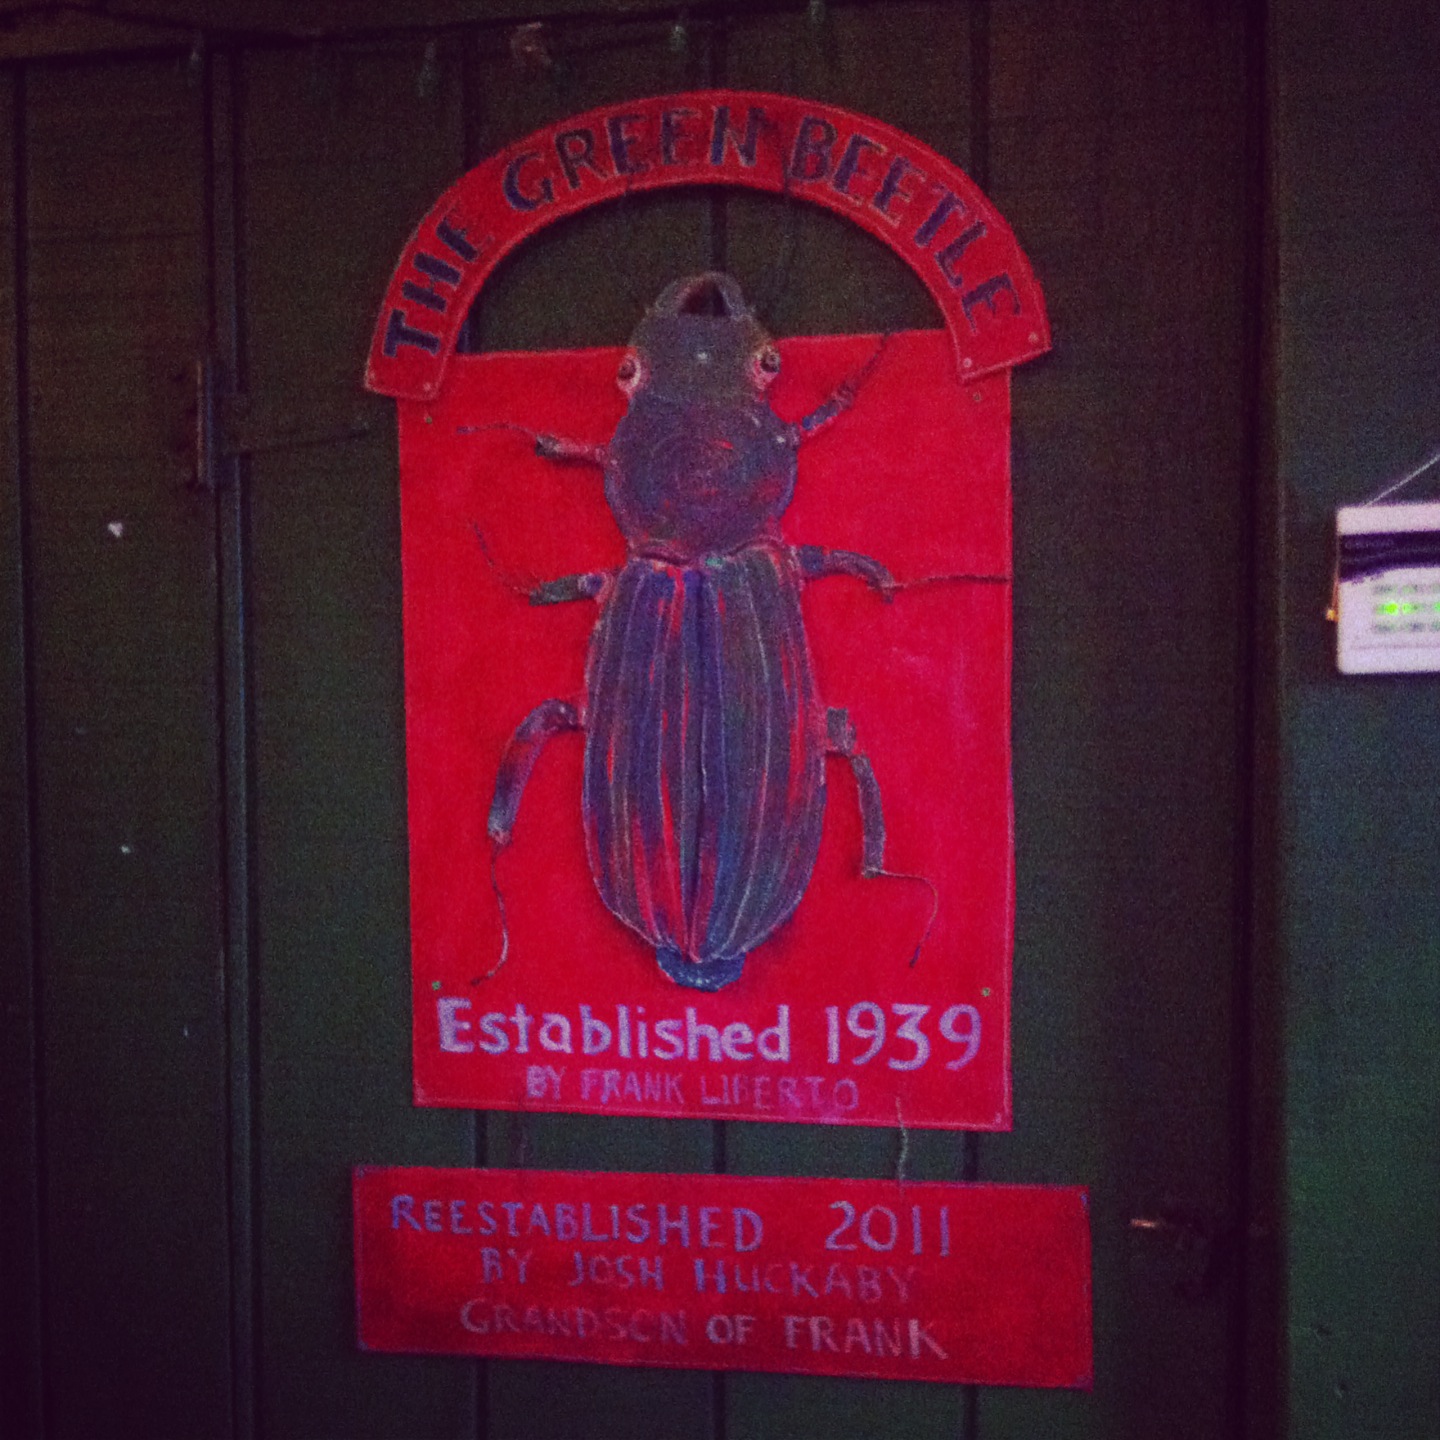 THE GREEN BEETLE
Established 1939
BY FRANK LIBERTO
REESTABLISHED 2011
BY JOSH HUCKABY
GRANDSON OF FRANK